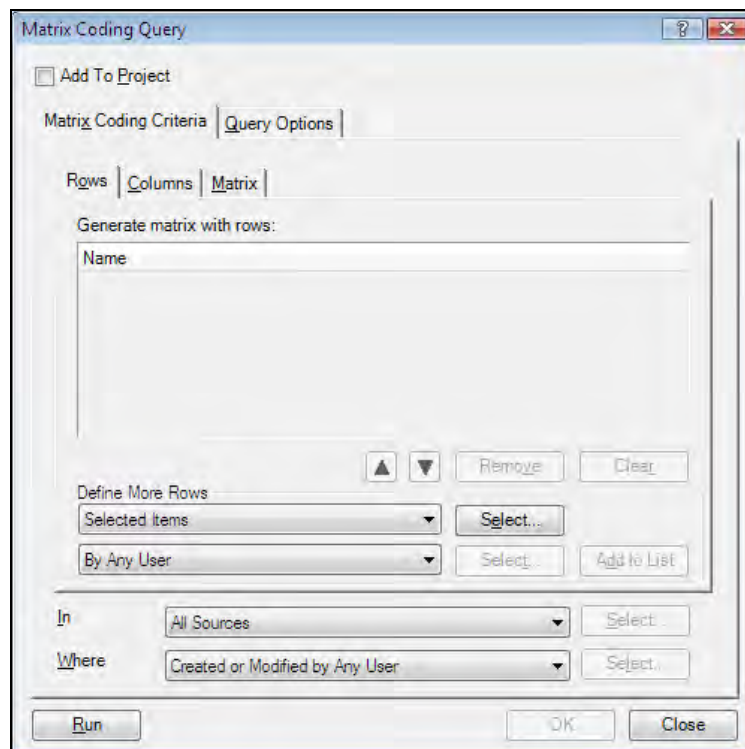 Matrix Coding Query
Add To Project
Matrix Coding Criteria Query Options
Rows Columns Matrix
Generate matrix with rows:
Name
Remove Clear
Define More Rows
Selected Items Select...
By Any User Select... Add to List
In All Sources Select...
Where Created or Modified by Any User Select...
Run OK Close